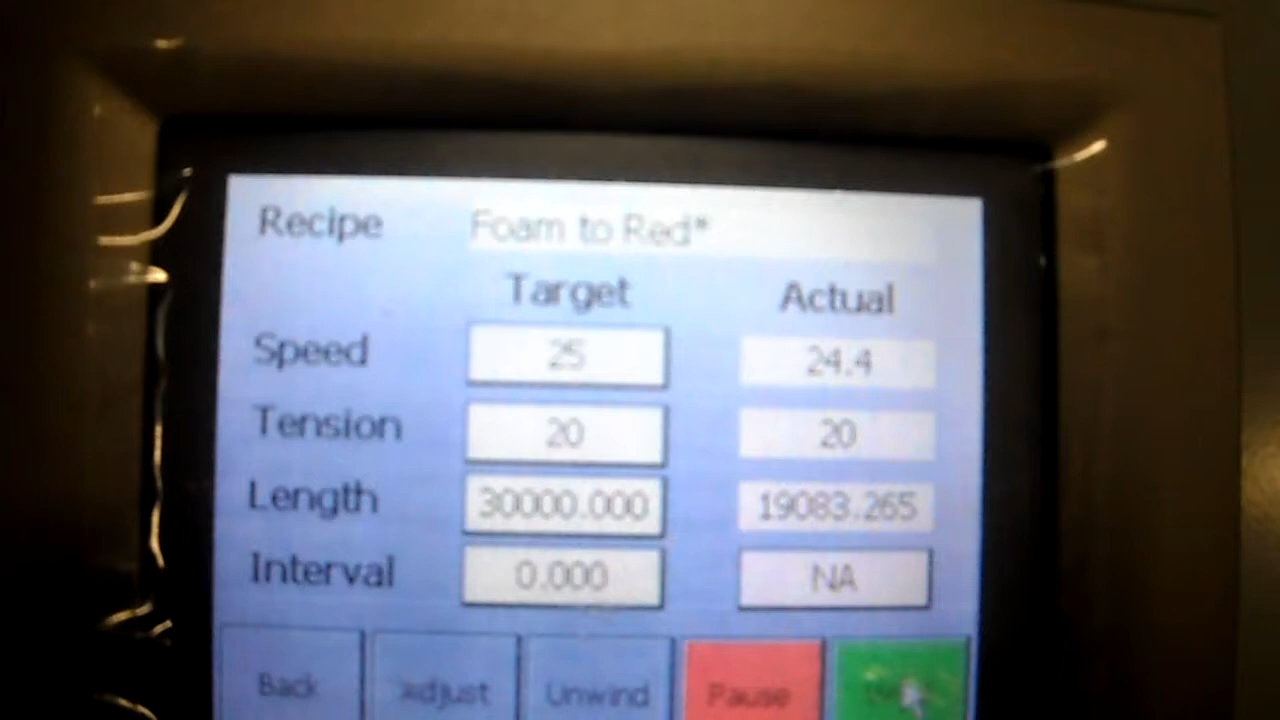 Recipe Foam to Red*
Target Actual
Speed 25 24.4
Tension 20 20
Length 30000.000 19083.265
Interval 0.000 NA
Back Adjust Unwind Pause